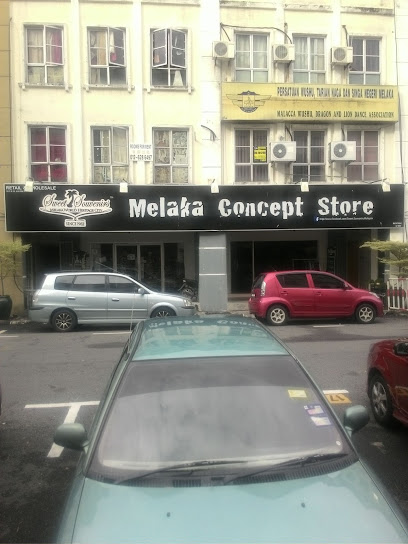 PERSATUAN WUSHU, TARIAN NAGA DAN SINGA NEGERI MELAKA
MALACCA WUSHU, DRAGON AND LION DANCE ASSOCIATION
RETAIL WHOLESALE
Sweet Souvenirs
Melaka Concept Store